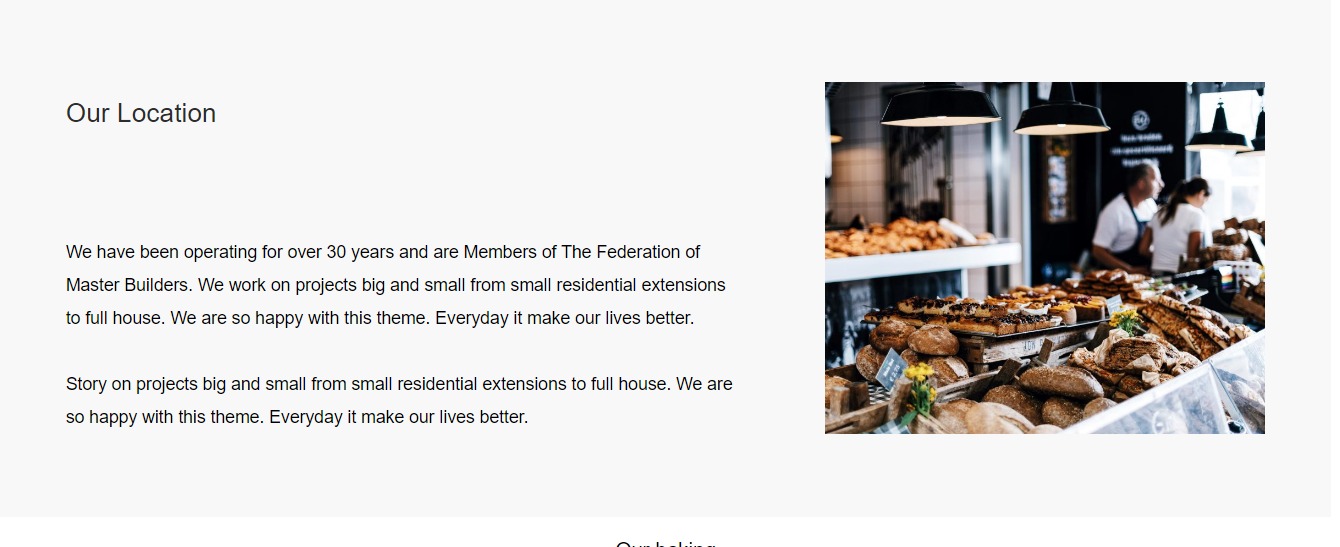 Our Location
We have been operating for over 30 years and are Members of The Federation of
Master Builders. We work on projects big and small from small residential extensions
to full house. We are so happy with this theme. Everyday it make our lives better.
Story on projects big and small from small residential extensions to full house. We are
so happy with this theme. Everyday it make our lives better.
Our baking